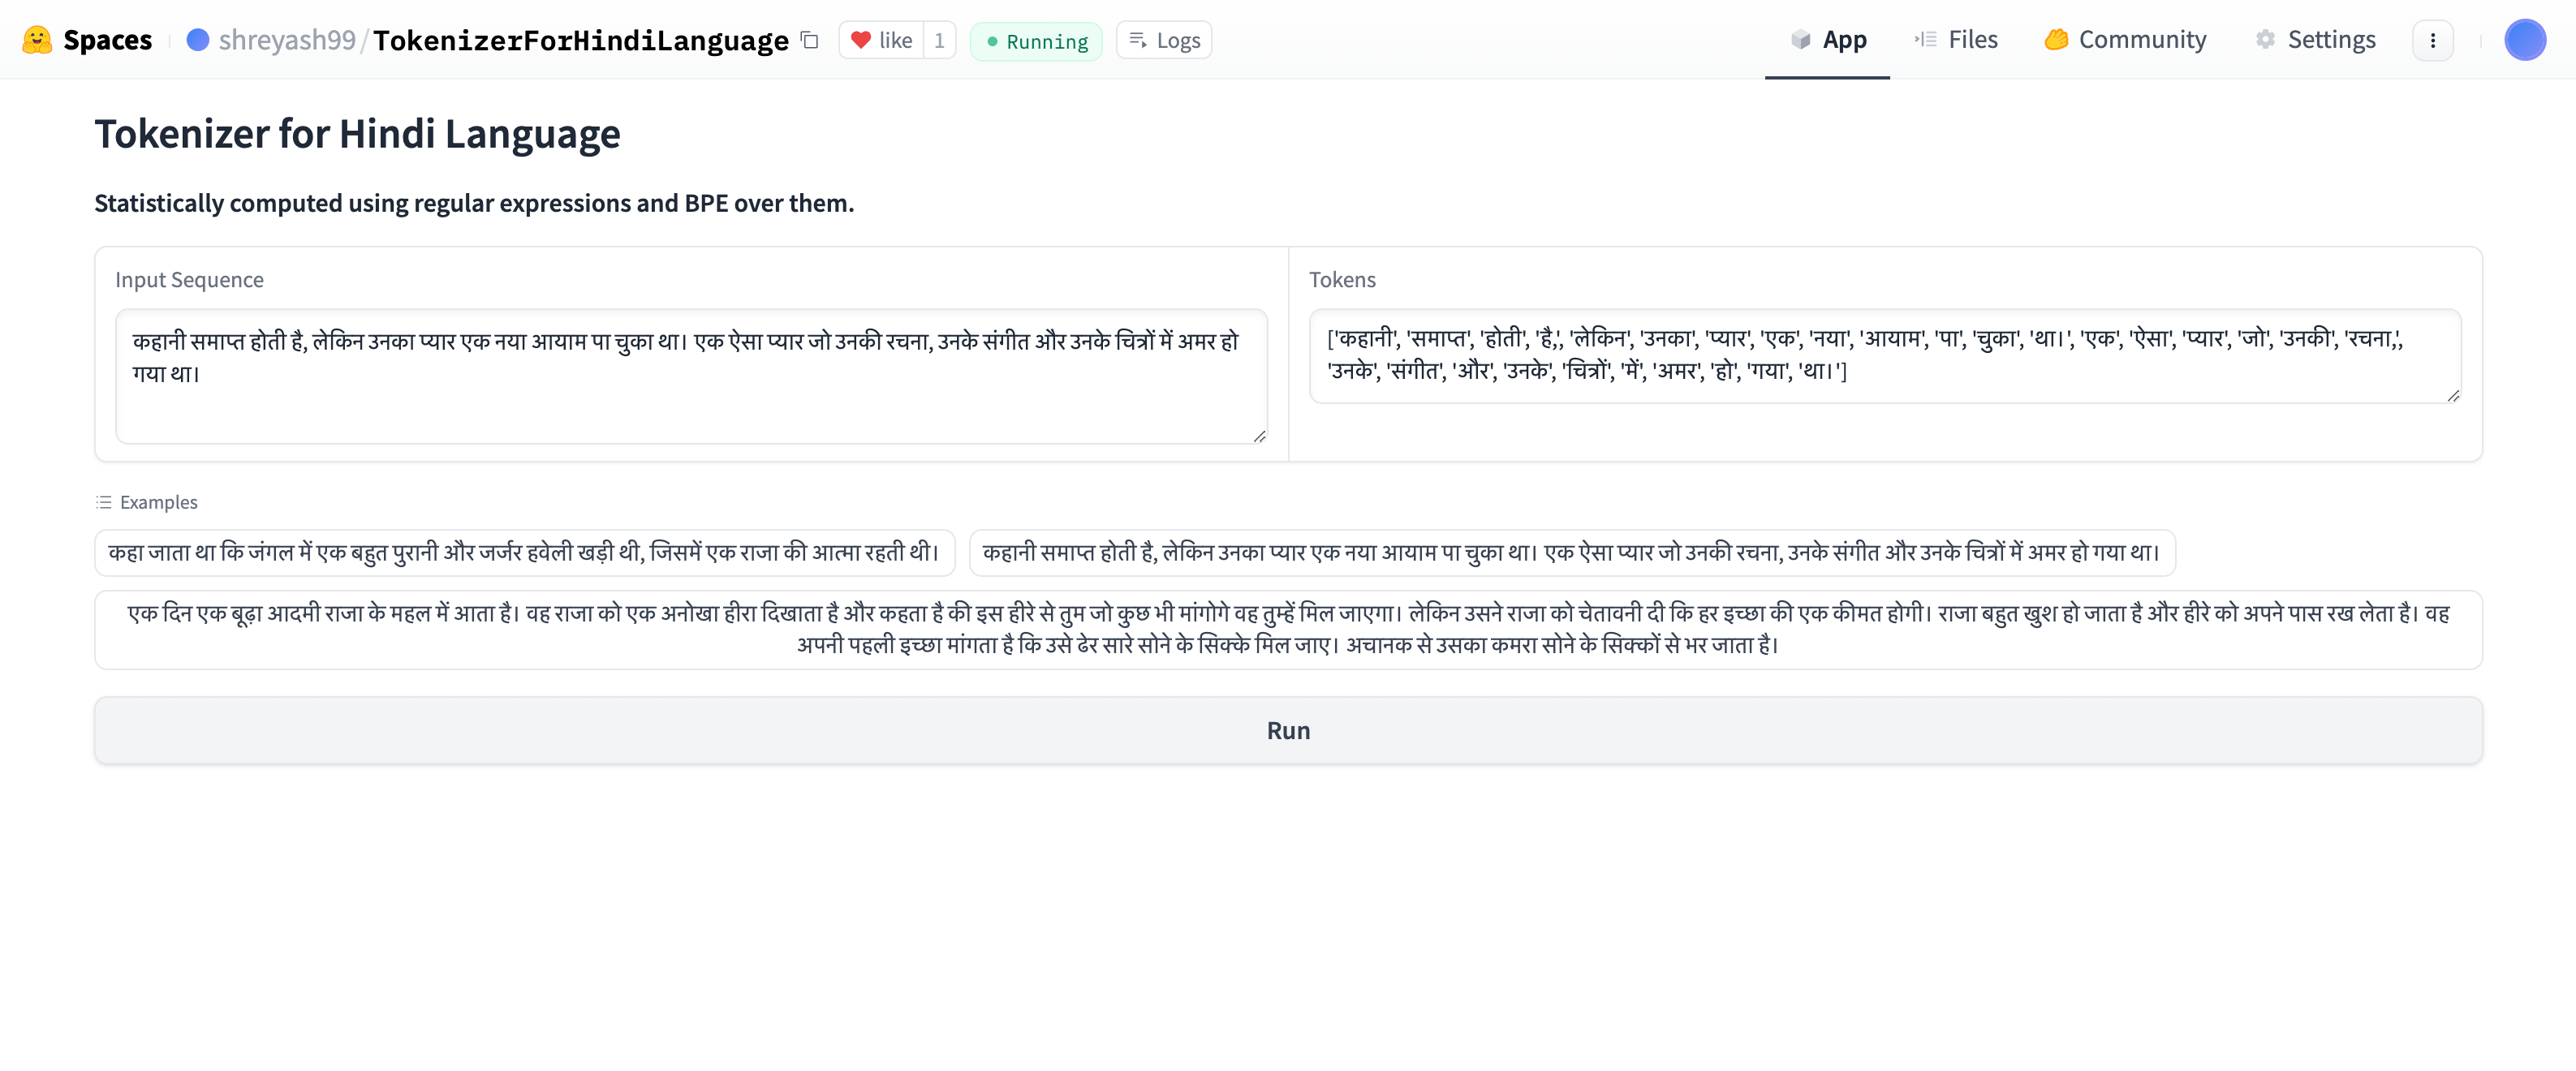 Spaces shreyash99/TokenizerForHindiLanguage like 1 Running Logs App Files Community Settings
Tokenizer for Hindi Language
Statistically computed using regular expressions and BPE over them.
Input Sequence
कहानी समाप्त होती है, लेकिन उनका प्यार एक नया आयाम पा चुका था। एक ऐसा प्यार जो उनकी रचना, उनके संगीत और उनके चित्रों में अमर हो
गया था।
Tokens
['कहानी', 'समाप्त', 'होती', 'है,', 'लेकिन', 'उनका', 'प्यार', 'एक', 'नया', 'आयाम', 'पा', 'चुका', 'था।', 'एक', 'ऐसा', 'प्यार', 'जो', 'उनकी', 'रचना,',
'उनके', 'संगीत', 'और', 'उनके', 'चित्रों', 'में', 'अमर', 'हो', 'गया', 'था।']
Examples
कहा जाता था कि जंगल में एक बहुत पुरानी और जर्जर हवेली खड़ी थी, जिसमें एक राजा की आत्मा रहती थी।
कहानी समाप्त होती है, लेकिन उनका प्यार एक नया आयाम पा चुका था। एक ऐसा प्यार जो उनकी रचना, उनके संगीत और उनके चित्रों में अमर हो गया था।
एक दिन एक बूढ़ा आदमी राजा के महल में आता है। वह राजा को एक अनोखा हीरा दिखाता है और कहता है की इस हीरे से तुम जो कुछ भी मांगोगे वह तुम्हें मिल जाएगा। लेकिन उसने राजा को चेतावनी दी कि हर इच्छा की एक कीमत होगी। राजा बहुत खुश हो जाता है और हीरे को अपने पास रख लेता है। वह
अपनी पहली इच्छा मांगता है कि उसे ढेर सारे सोने के सिक्के मिल जाए। अचानक से उसका कमरा सोने के सिक्कों से भर जाता है।
Run